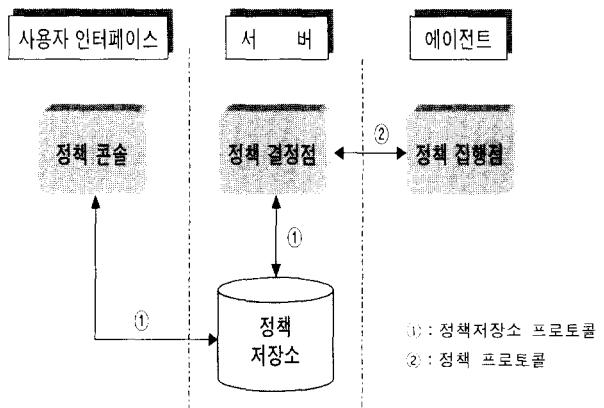 사용자 인터페이스
서 버
에이전트
정책 콘솔
정책 결정점
②
정책 집행점
①
①
정책
저장소
① : 정책저장소 프로토콜
② : 정책 프로토콜